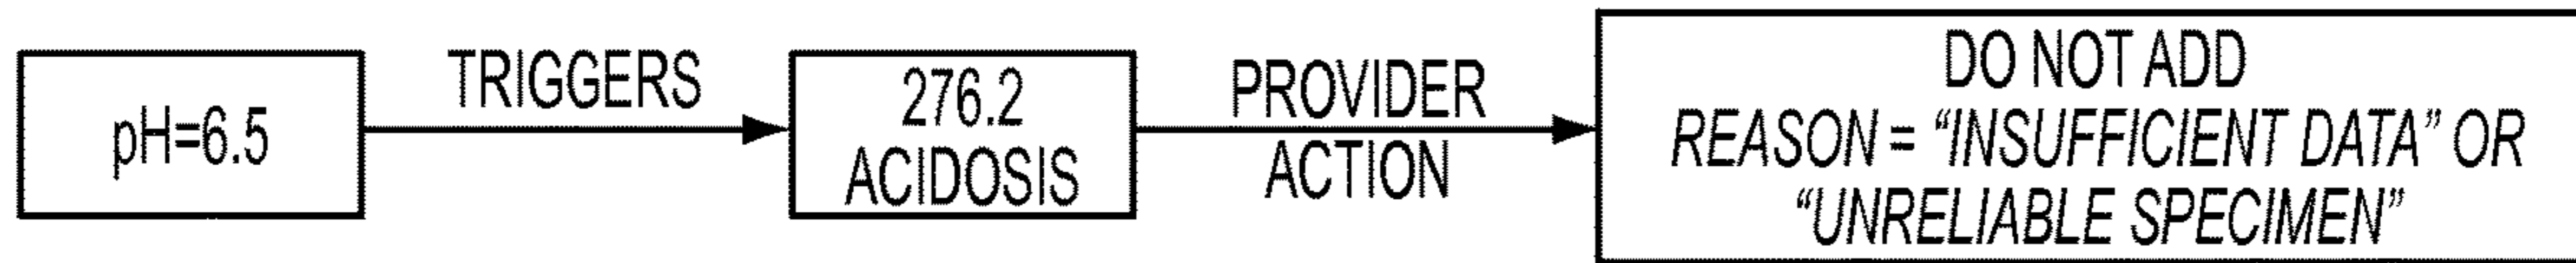 pH=6.5
TRIGGERS
276.2
ACIDOSIS
PROVIDER
ACTION
DO NOT ADD
REASON = “INSUFFICIENT DATA” OR
“UNRELIABLE SPECIMEN”